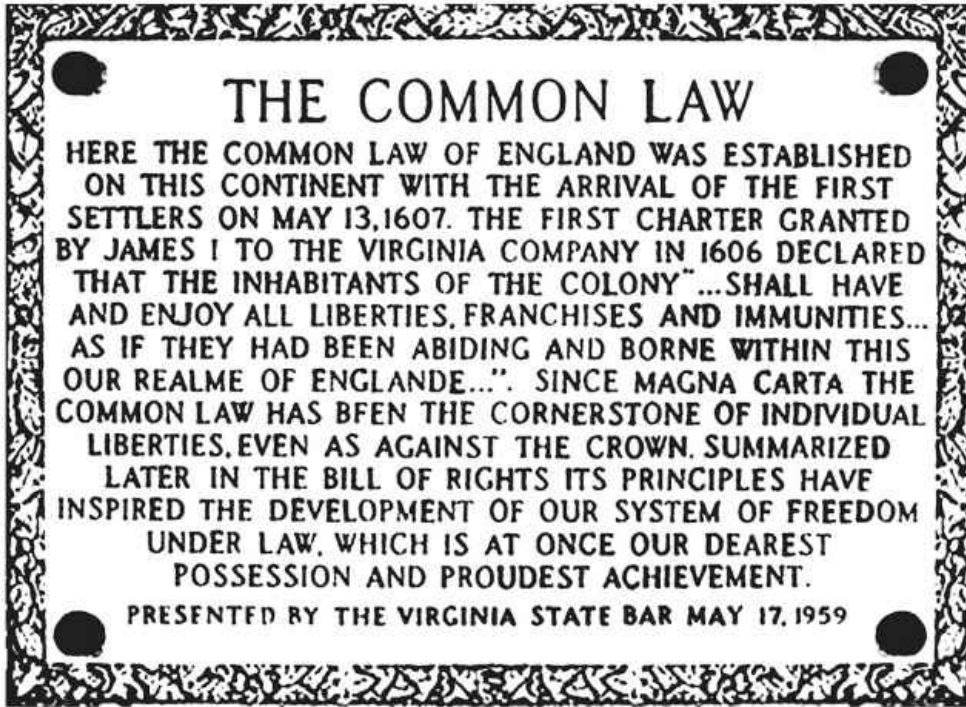 THE COMMON LAW
HERE THE COMMON LAW OF ENGLAND WAS ESTABLISHED
ON THIS CONTINENT WITH THE ARRIVAL OF THE FIRST
SETTLERS ON MAY 13,1607. THE FIRST CHARTER GRANTED
BY JAMES I TO THE VIRGINIA COMPANY IN 1606 DECLARED
THAT THE INHABITANTS OF THE COLONY "...SHALL HAVE
AND ENJOY ALL LIBERTIES, FRANCHISES AND IMMUNITIES...
AS IF THEY HAD BEEN ABIDING AND BORNE WITHIN THIS
OUR REALME OF ENGLANDE...". SINCE MAGNA CARTA THE
COMMON LAW HAS BEEN THE CORNERSTONE OF INDIVIDUAL
LIBERTIES, EVEN AS AGAINST THE CROWN. SUMMARIZED
LATER IN THE BILL OF RIGHTS ITS PRINCIPLES HAVE
INSPIRED THE DEVELOPMENT OF OUR SYSTEM OF FREEDOM
UNDER LAW, WHICH IS AT ONCE OUR DEAREST
POSSESSION AND PROUDEST ACHIEVEMENT.
PRESENTED BY THE VIRGINIA STATE BAR MAY 17, 1959